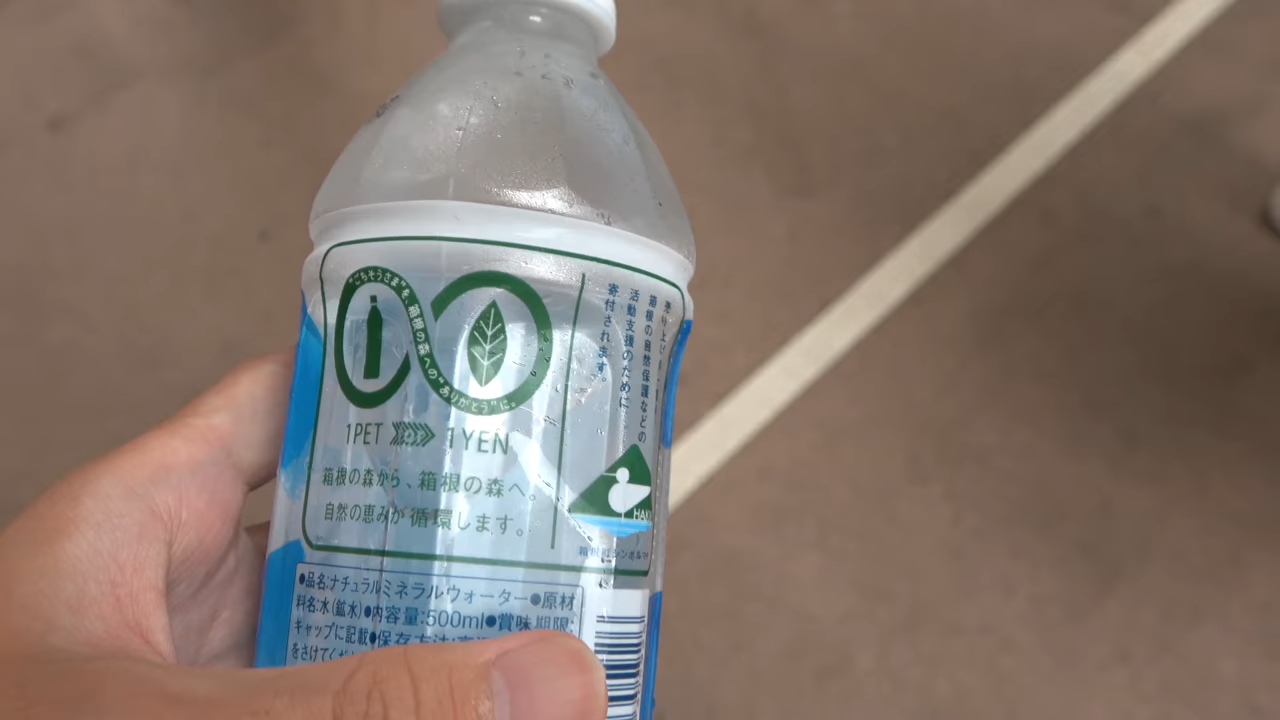 “ごちそうさま”を、箱根の森への“ありがとう”に。
1PET 1YEN
箱根の森から、箱根の森へ。
自然の恵みが循環します。
箱根の自然保護などの
活動支援のために
寄付されます。
●品名:ナチュラルミネラルウォーター●原材
料名:水(鉱水)●内容量:500ml●賞味期限:
キャップに記載●保存方法:
をさけて